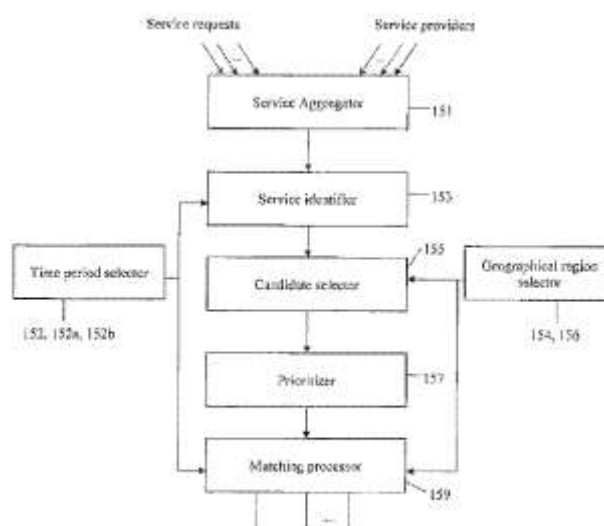 Service requests
Service providers
Service Aggregator
151
Service identifier
153
155
Time period selector
Candidate selector
Geographical region
selector
152, 152a, 152b
154, 156
Prioritizer
157
Matching processor
159